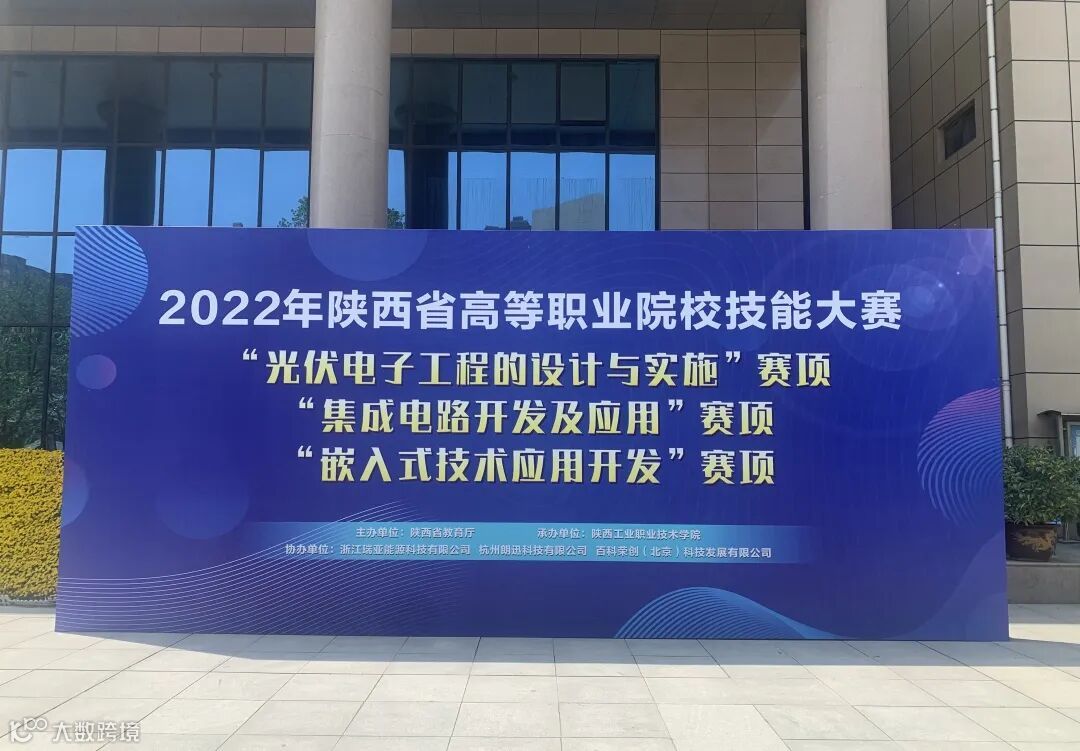 2022年陕西省高等职业院校技能大赛
“光伏电子工程的设计与实施”赛项
“集成电路开发及应用”赛项
“嵌入式技术应用开发”赛项
主办单位：陕西省教育厅 承办单位：陕西工业职业技术学院
协办单位：浙江瑞亚能源科技有限公司 杭州朗迅科技有限公司 百科荣创（北京）科技发展有限公司
大数跨境